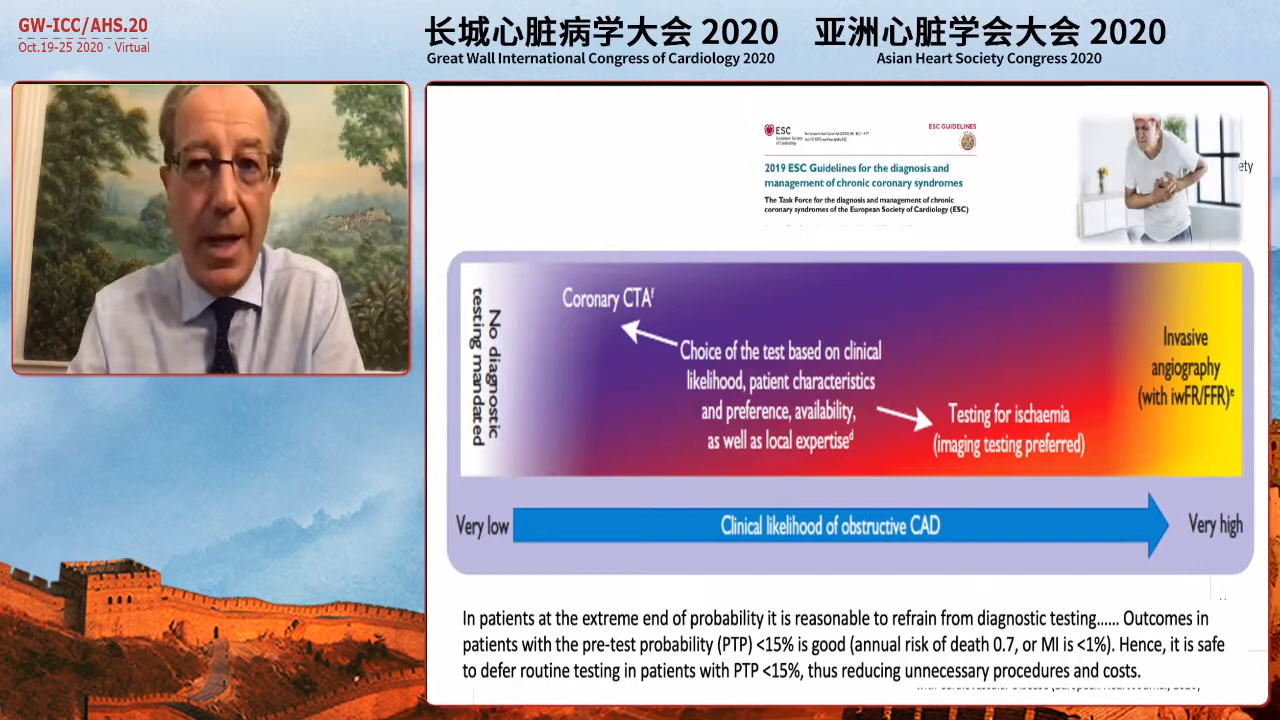 GW-ICC/AHS.20
Oct.19-25 2020 · Virtual
长城心脏病学大会 2020
Great Wall International Congress of Cardiology 2020
亚洲心脏学会大会 2020
Asian Heart Society Congress 2020
ESC
European Society
of Cardiology
ESC GUIDELINES
2019 ESC Guidelines for the diagnosis and
management of chronic coronary syndromes
The Task Force for the diagnosis and management of chronic
coronary syndromes of the European Society of Cardiology (ESC)
ety
No diagnostic
testing mandated
Coronary CTAf
Choice of the test based on clinical
likelihood, patient characteristics
and preference, availability,
as well as local expertised
Testing for ischaemia
(imaging testing preferred)
Invasive
angiography
(with iwFR/FFR)e
Very low
Clinical likelihood of obstructive CAD
Very high
In patients at the extreme end of probability it is reasonable to refrain from diagnostic testing...... Outcomes in
patients with the pre-test probability (PTP) <15% is good (annual risk of death 0.7, or MI is <1%). Hence, it is safe
to defer routine testing in patients with PTP <15%, thus reducing unnecessary procedures and costs.